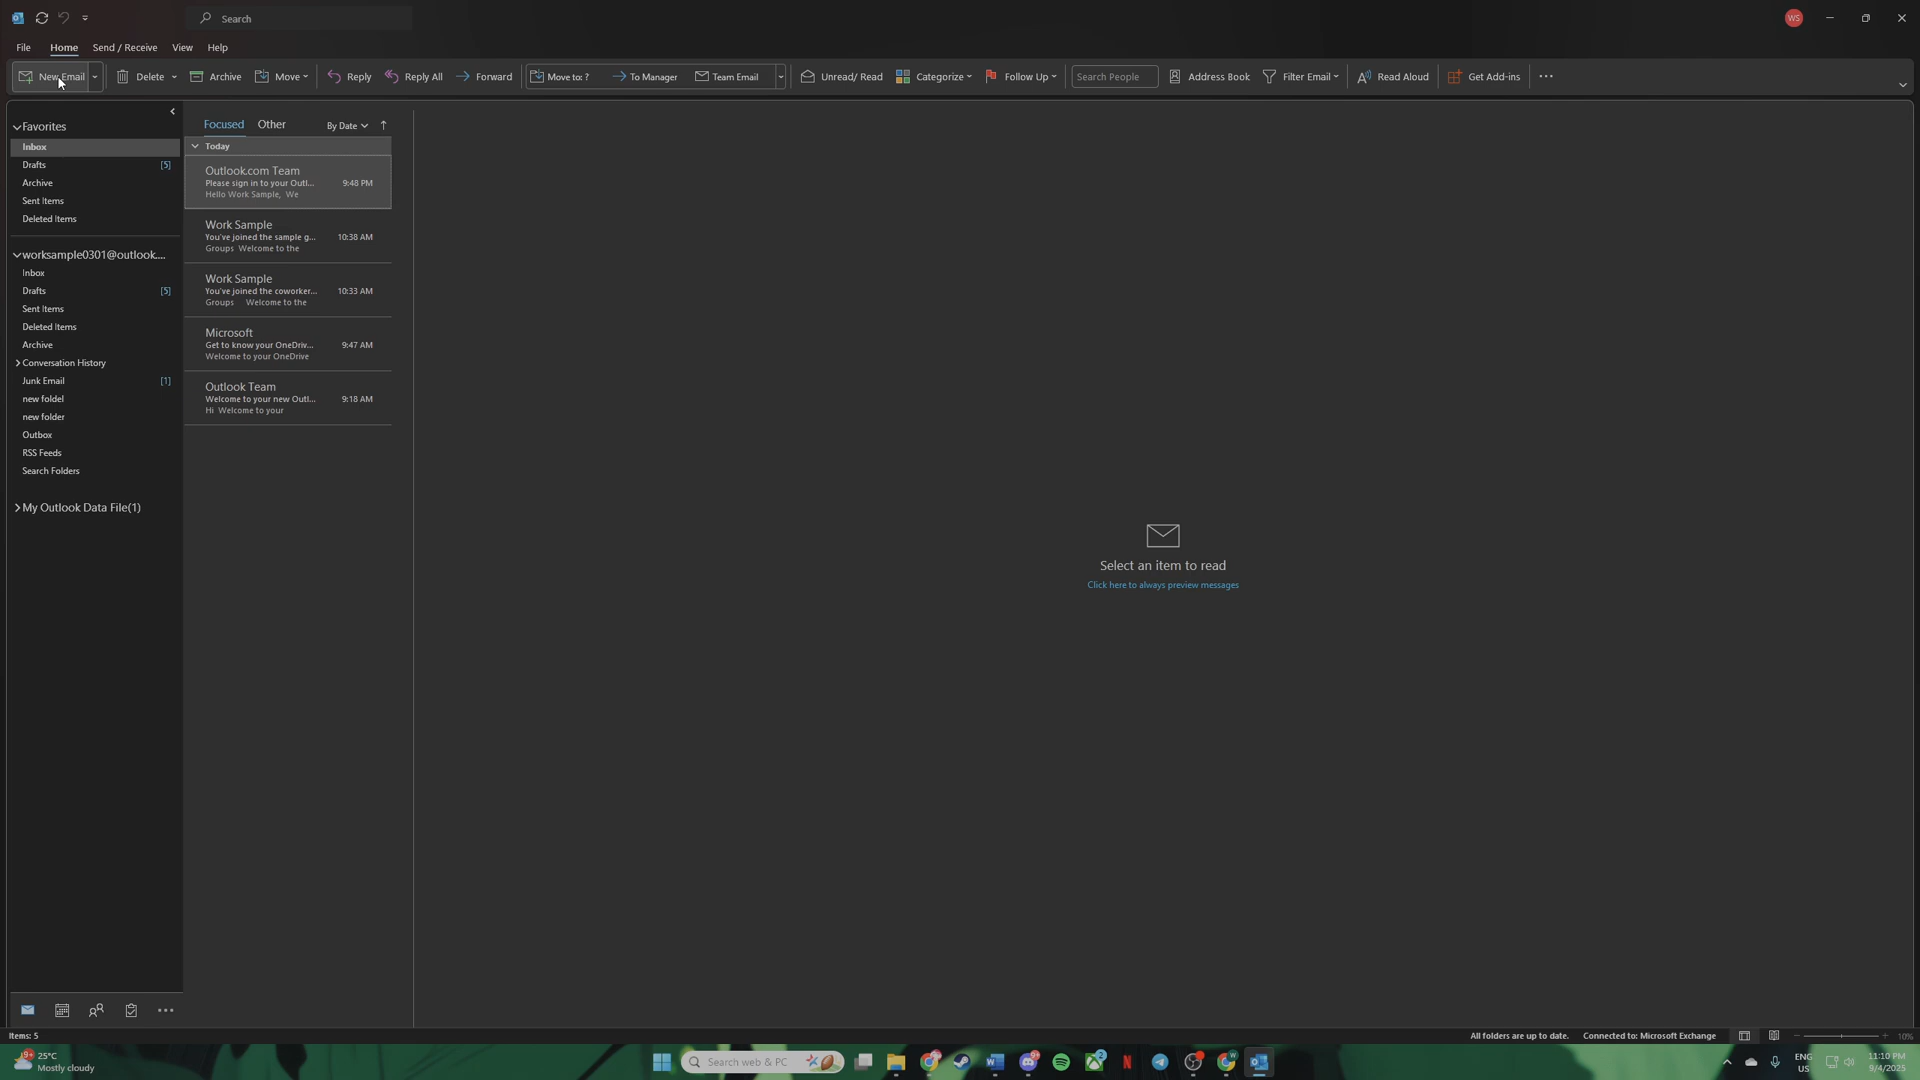 Search
WS
File Home Send / Receive View Help
New Email Delete Archive Move Reply Reply All Forward Move to: ? To Manager Team Email Unread/ Read Categorize Follow Up Search People Address Book Filter Email Read Aloud Get Add-ins
Favorites
Inbox
Drafts [5]
Archive
Sent Items
Deleted Items
worksample0301@outlook....
Inbox
Drafts [5]
Sent Items
Deleted Items
Archive
Conversation History
Junk Email [1]
new foldel
new folder
Outbox
RSS Feeds
Search Folders
My Outlook Data File(1)
Focused Other By Date
Today
Outlook.com Team
Please sign in to your Outl... 9:48 PM
Hello Work Sample, We
Work Sample
You've joined the sample g... 10:38 AM
Groups Welcome to the
Work Sample
You've joined the coworker... 10:33 AM
Groups Welcome to the
Microsoft
Get to know your OneDriv... 9:47 AM
Welcome to your OneDrive
Outlook Team
Welcome to your new Outl... 9:18 AM
Hi Welcome to your
Select an item to read
Click here to always preview messages
Items: 5
All folders are up to date. Connected to: Microsoft Exchange 10%
9+ 25°C
Mostly cloudy
Search web & PC
ENG
US
11:10 PM
9/4/2025